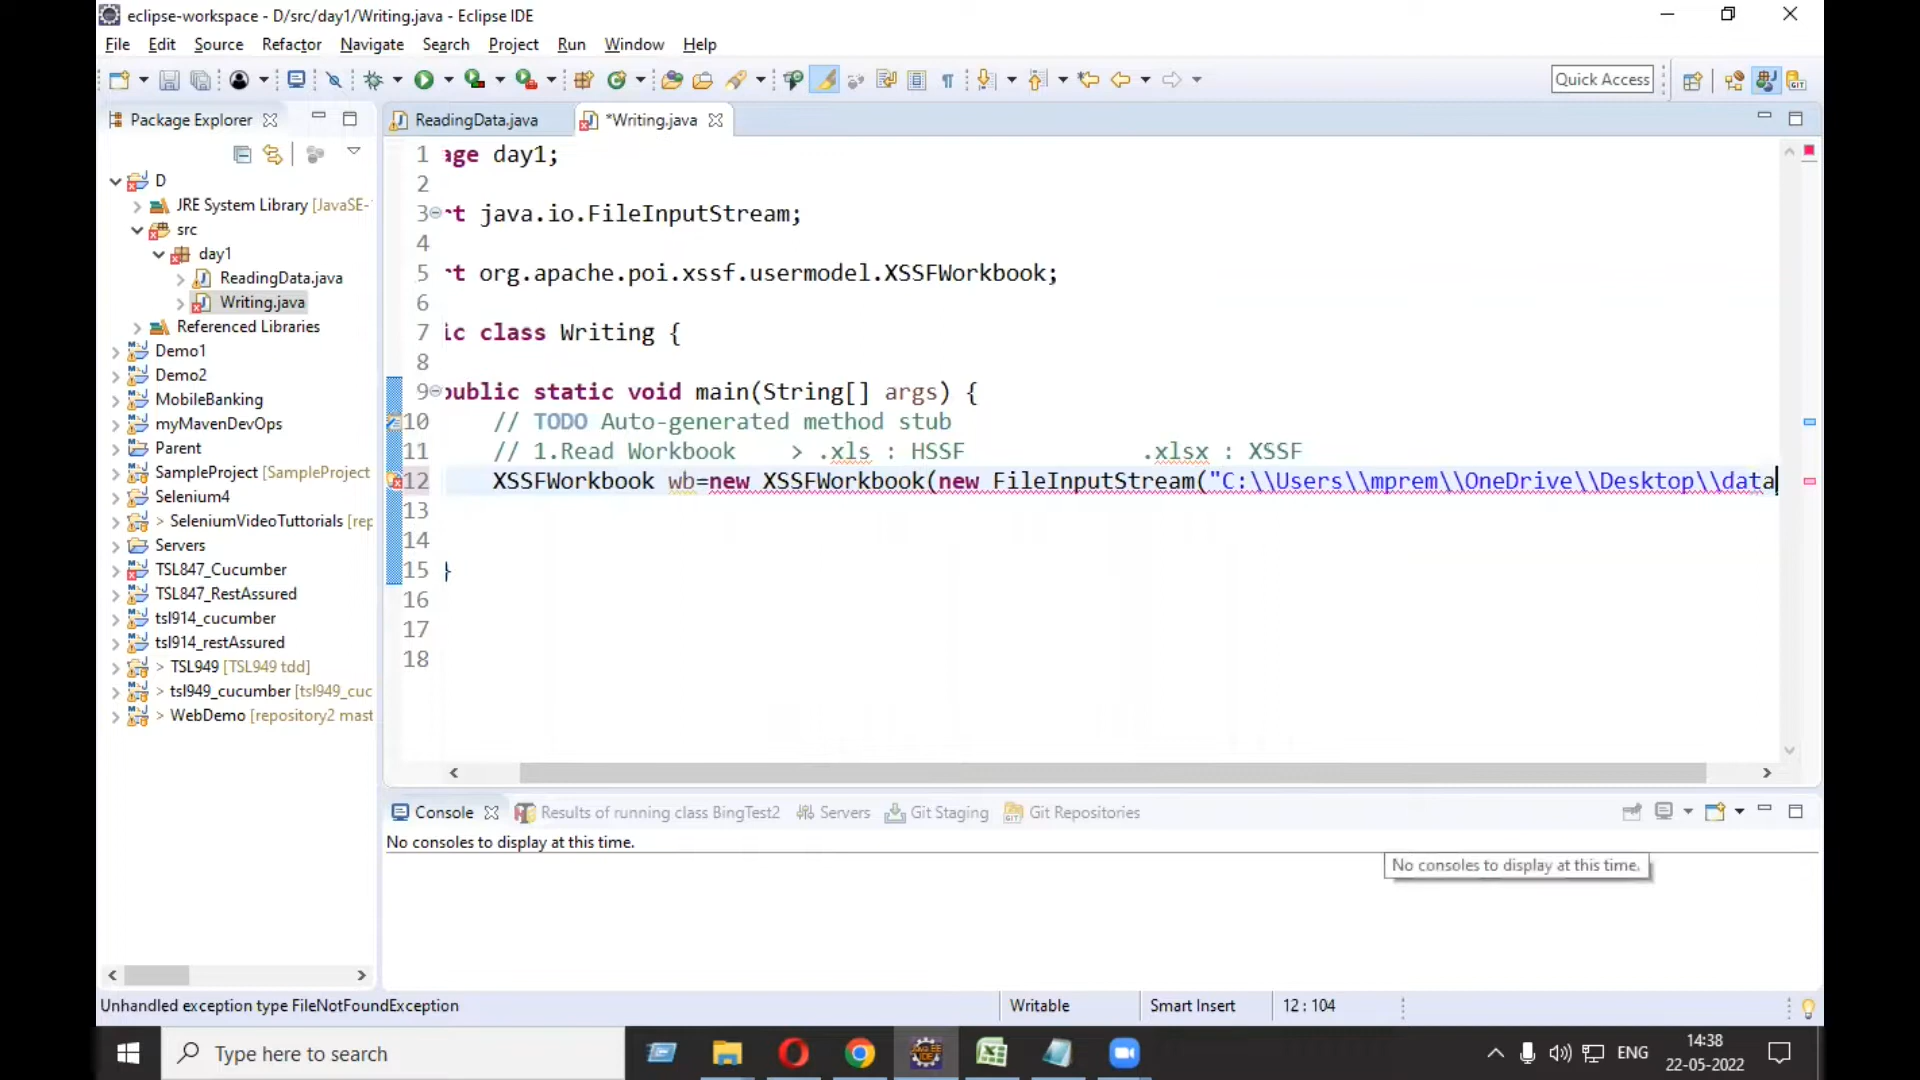 eclipse-workspace - D/src/day1/Writing.java - Eclipse IDE
File Edit Source Refactor Navigate Search Project Run Window Help
Quick Access
Package Explorer
ReadingData.java
*Writing.java
D
JRE System Library [JavaSE-
src
day1
ReadingData.java
Writing.java
Referenced Libraries
Demo1
Demo2
MobileBanking
myMavenDevOps
Parent
SampleProject [SampleProject
Selenium4
> SeleniumVideoTuttorials [rep
Servers
TSL847_Cucumber
TSL847_RestAssured
tsl914_cucumber
tsl914_restAssured
> TSL949 [TSL949 tdd]
> tsl949_cucumber [tsl949_cuc
> WebDemo [repository2 mast
1 age day1;
2
3 rt java.io.FileInputStream;
4
5 rt org.apache.poi.xssf.usermodel.XSSFWorkbook;
6
7 ic class Writing {
8
9 public static void main(String[] args) {
10 // TODO Auto-generated method stub
11 // 1.Read Workbook > .xls : HSSF .xlsx : XSSF
12 XSSFWorkbook wb=new XSSFWorkbook(new FileInputStream("C:\\Users\\mprem\\OneDrive\\Desktop\\data
13
14
15 }
16
17
18
Console Results of running class BingTest2 Servers Git Staging Git Repositories
No consoles to display at this time.
No consoles to display at this time.
Unhandled exception type FileNotFoundException
Writable
Smart Insert
12 : 104
Type here to search
ENG
14:38
22-05-2022